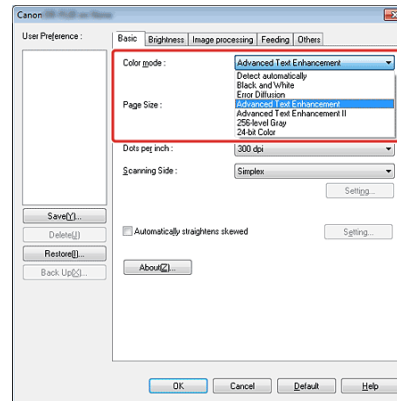 Canon
User Preference :
Basic Brightness Image processing Feeding Others
Color mode : Advanced Text Enhancement
Detect automatically
Black and White
Error Diffusion
Advanced Text Enhancement
Advanced Text Enhancement II
256-level Gray
24-bit Color
Page Size :
Dots per inch : 300 dpi
Scanning Side : Simplex
Setting...
Save(Y)...
Delete(J)
Restore(I)...
Back Up(X)...
Automatically straightens skewed Setting...
About(Z)...
OK Cancel Default Help